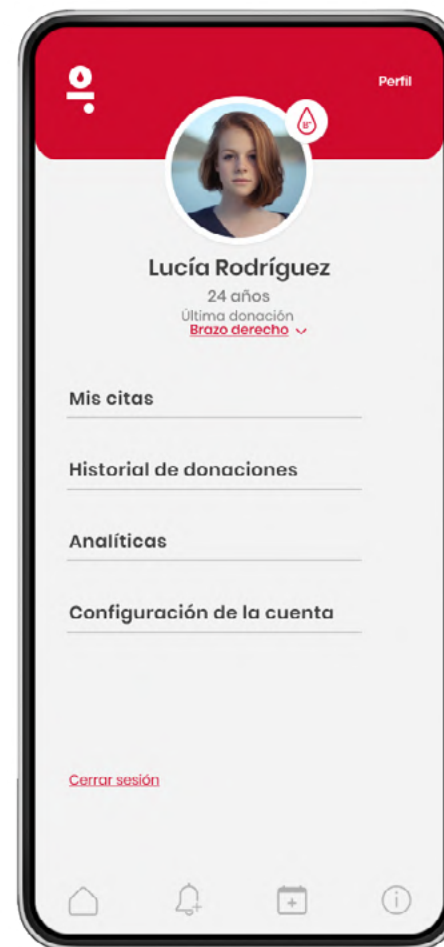 Perfil
Lucía Rodríguez
24 años
Última donación
Brazo derecho
Mis citas
Historial de donaciones
Analíticas
Configuración de la cuenta
Cerrar sesión